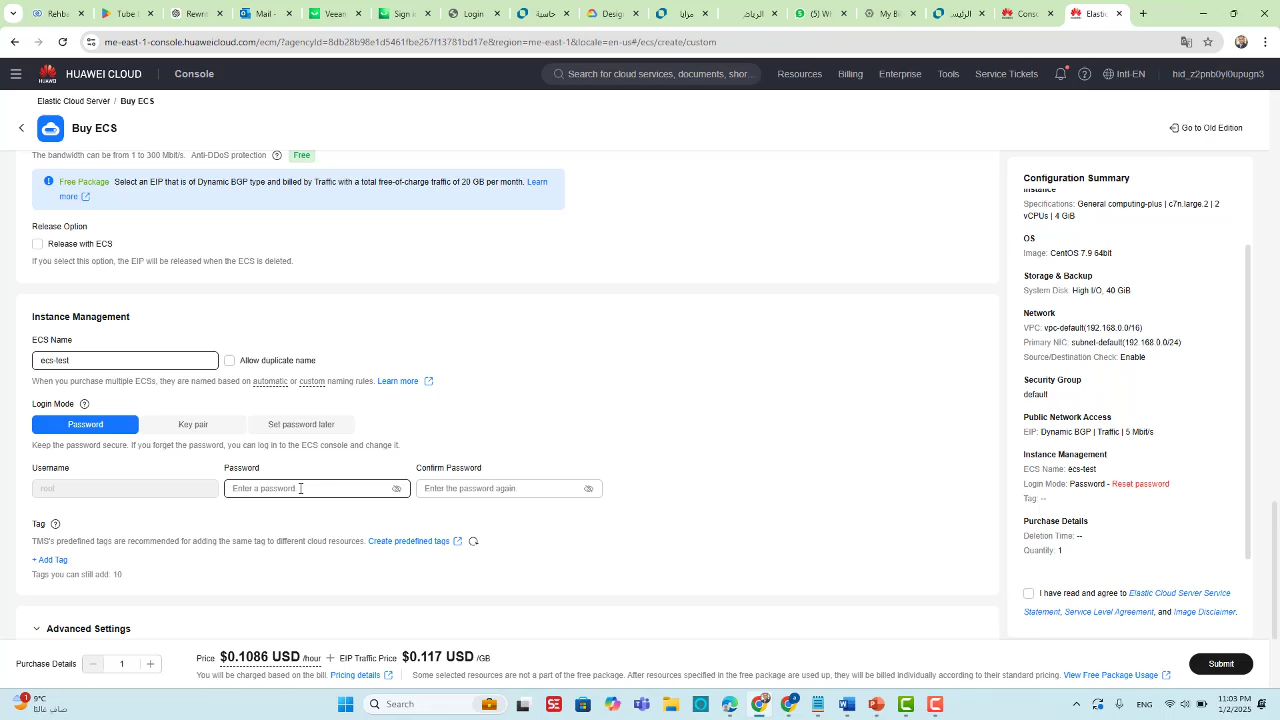 Rehb
Play
Rewri
Mail -
Veean
Sign i
Login
حاسبة
Desig
مزاد
الرياض
(5) W
My Bi
الرئيس
Consc
Elastic
me-east-1-console.huaweicloud.com/ecm/?agencyId=8db28b98e1d5461fbe267f13781bd17e&region=me-east-1&locale=en-us#/ecs/create/custom
HUAWEI CLOUD Console
Search for cloud services, documents, shor...
Resources Billing Enterprise Tools Service Tickets Intl-EN hid_z2pnb0yl0upugn3
Elastic Cloud Server / Buy ECS
Buy ECS
Go to Old Edition
The bandwidth can be from 1 to 300 Mbit/s. Anti-DDoS protection Free
Free Package Select an EIP that is of Dynamic BGP type and billed by Traffic with a total free-of-charge traffic of 20 GB per month. Learn
more
Release Option
Release with ECS
If you select this option, the EIP will be released when the ECS is deleted.
Instance Management
ECS Name
ecs-test
Allow duplicate name
When you purchase multiple ECSs, they are named based on automatic or custom naming rules. Learn more
Login Mode
Password Key pair Set password later
Keep the password secure. If you forget the password, you can log in to the ECS console and change it.
Username Password Confirm Password
root Enter a password. Enter the password again.
Tag
TMS's predefined tags are recommended for adding the same tag to different cloud resources. Create predefined tags
+ Add Tag
Tags you can still add: 10
Advanced Settings
Configuration Summary
Instance
Specifications: General computing-plus | c7n.large.2 | 2
vCPUs | 4 GiB
OS
Image: CentOS 7.9 64bit
Storage & Backup
System Disk: High I/O, 40 GiB
Network
VPC: vpc-default(192.168.0.0/16)
Primary NIC: subnet-default(192.168.0.0/24)
Source/Destination Check: Enable
Security Group
default
Public Network Access
EIP: Dynamic BGP | Traffic | 5 Mbit/s
Instance Management
ECS Name: ecs-test
Login Mode: Password - Reset password
Tag: --
Purchase Details
Deletion Time: --
Quantity: 1
I have read and agree to Elastic Cloud Server Service
Statement, Service Level Agreement, and Image Disclaimer.
Purchase Details 1
Price $0.1086 USD /hour + EIP Traffic Price $0.117 USD /GB
You will be charged based on the bill. Pricing details
Some selected resources are not a part of the free package. After resources specified in the free package are used up, they will be billed individually according to their standard pricing. View Free Package Usage
Submit
1
9°C
صافي غالبًا
Search
ENG
11:03 PM
1/2/2025